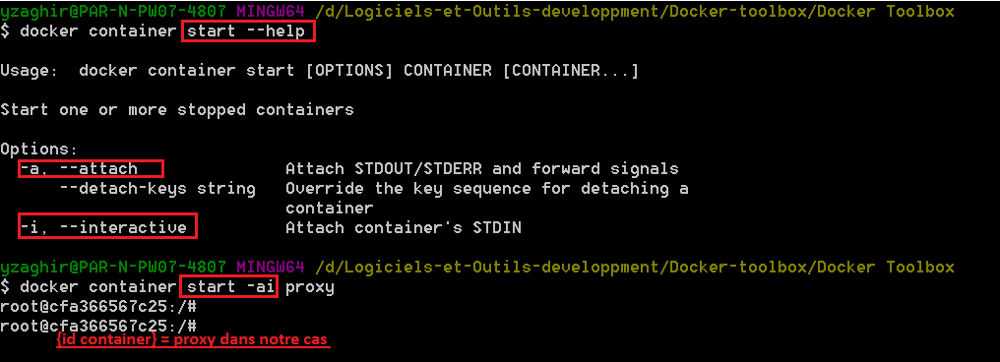 yzaghir@PAR-N-PW07-4807 MINGW64 /d/Logiciels-et-Outils-developpment/Docker-toolbox/Docker Toolbox
$ docker container start --help
Usage:  docker container start [OPTIONS] CONTAINER [CONTAINER...]
Start one or more stopped containers
Options:
-a, --attach Attach STDOUT/STDERR and forward signals
--detach-keys string Override the key sequence for detaching a
container
-i, --interactive Attach container's STDIN
yzaghir@PAR-N-PW07-4807 MINGW64 /d/Logiciels-et-Outils-developpment/Docker-toolbox/Docker Toolbox
$ docker container start -ai proxy
root@cfa366567c25:/#
root@cfa366567c25:/#
{id container} = proxy dans notre cas